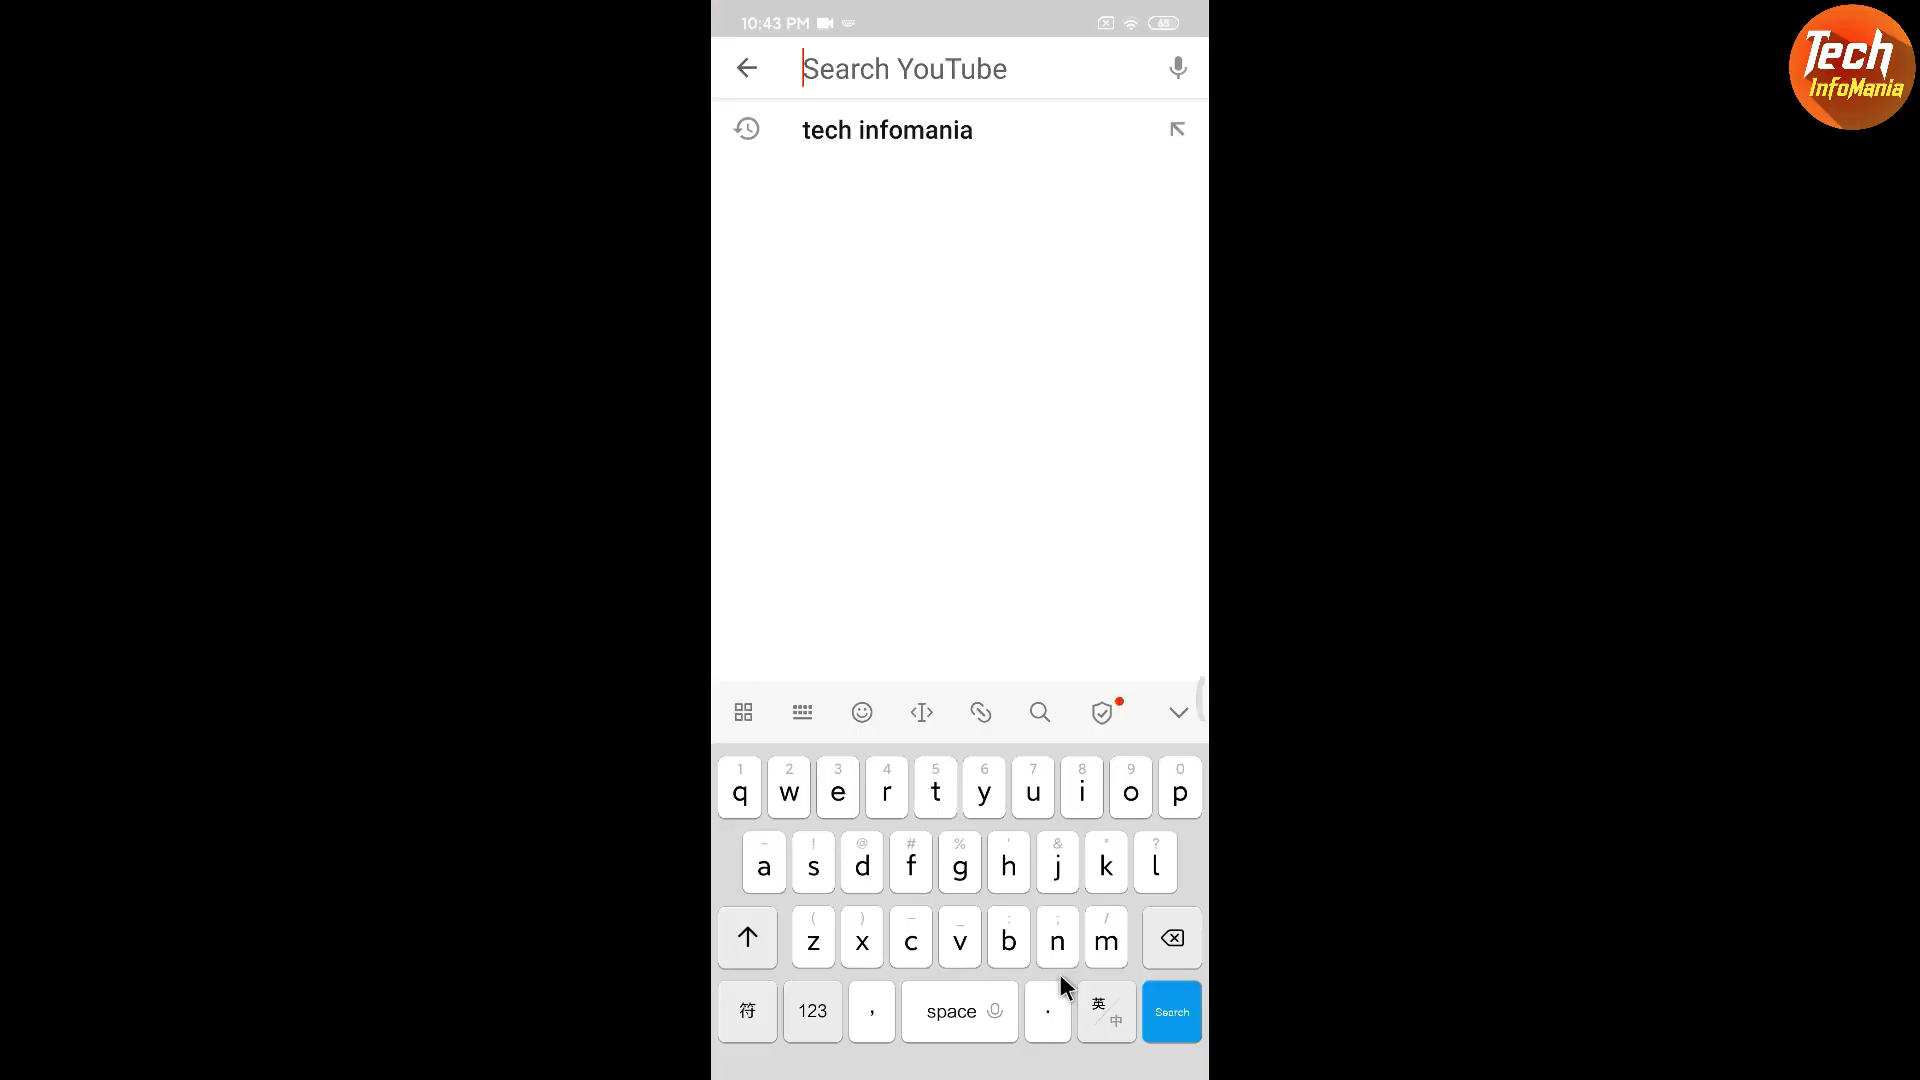 10:43 PM
65
Tech
InfoMania
Search YouTube
tech infomania
1 2 3 4 5 6 7 8 9 0
q w e r t y u i o p
~ ! @ # % ' & * ?
a s d f g h j k l
( ) – _ : ; /
z x c v b n m
符 123 , space . 英/中 Search